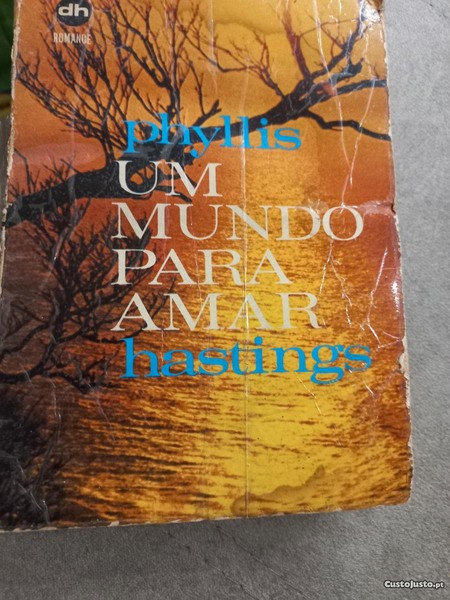 dh
ROMANCE
phyllis
UM
MUNDO
PARA
AMAR
hastings
CustoJusto.pt